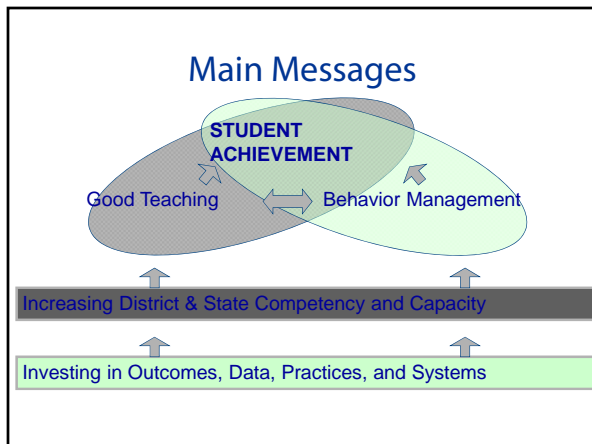 Main Messages
STUDENT
ACHIEVEMENT
Good Teaching
Behavior Management
Increasing District & State Competency and Capacity
Investing in Outcomes, Data, Practices, and Systems